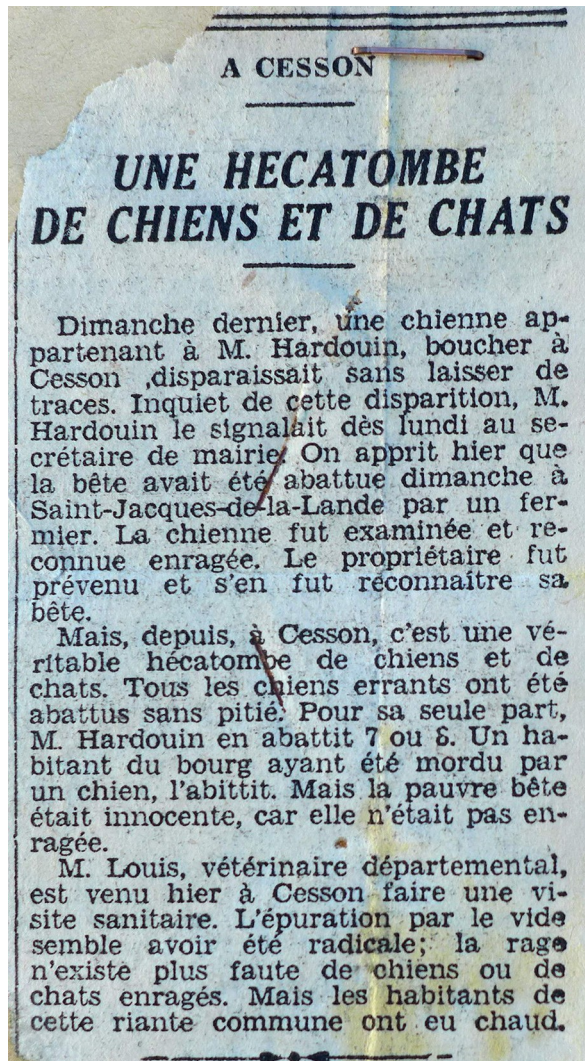 A CESSON
UNE HECATOMBE
DE CHIENS ET DE CHATS
Dimanche dernier, une chienne ap-
partenant à M. Hardouin, boucher à
Cesson ,disparaissait sans laisser de
traces. Inquiet de cette disparition, M.
Hardouin le signalait dès lundi au se-
crétaire de mairie. On apprit hier que
la bête avait été abattue dimanche à
Saint-Jacques-de-la-Lande par un fer-
mier. La chienne fut examinée et re-
connue enragée. Le propriétaire fut
prévenu et s'en fut reconnaître sa
bête.
Mais, depuis, à Cesson, c'est une vé-
ritable hécatombe de chiens et de
chats. Tous les chiens errants ont été
abattus sans pitié. Pour sa seule part,
M. Hardouin en abattit 7 ou 8. Un ha-
bitant du bourg ayant été mordu par
un chien, l'abittit. Mais la pauvre bête
était innocente, car elle n'était pas en-
ragée.
M. Louis, vétérinaire départemental,
est venu hier à Cesson faire une vi-
site sanitaire. L'épuration par le vide
semble avoir été radicale; la rage
n'existe plus faute de chiens ou de
chats enragés. Mais les habitants de
cette riante commune ont eu chaud.